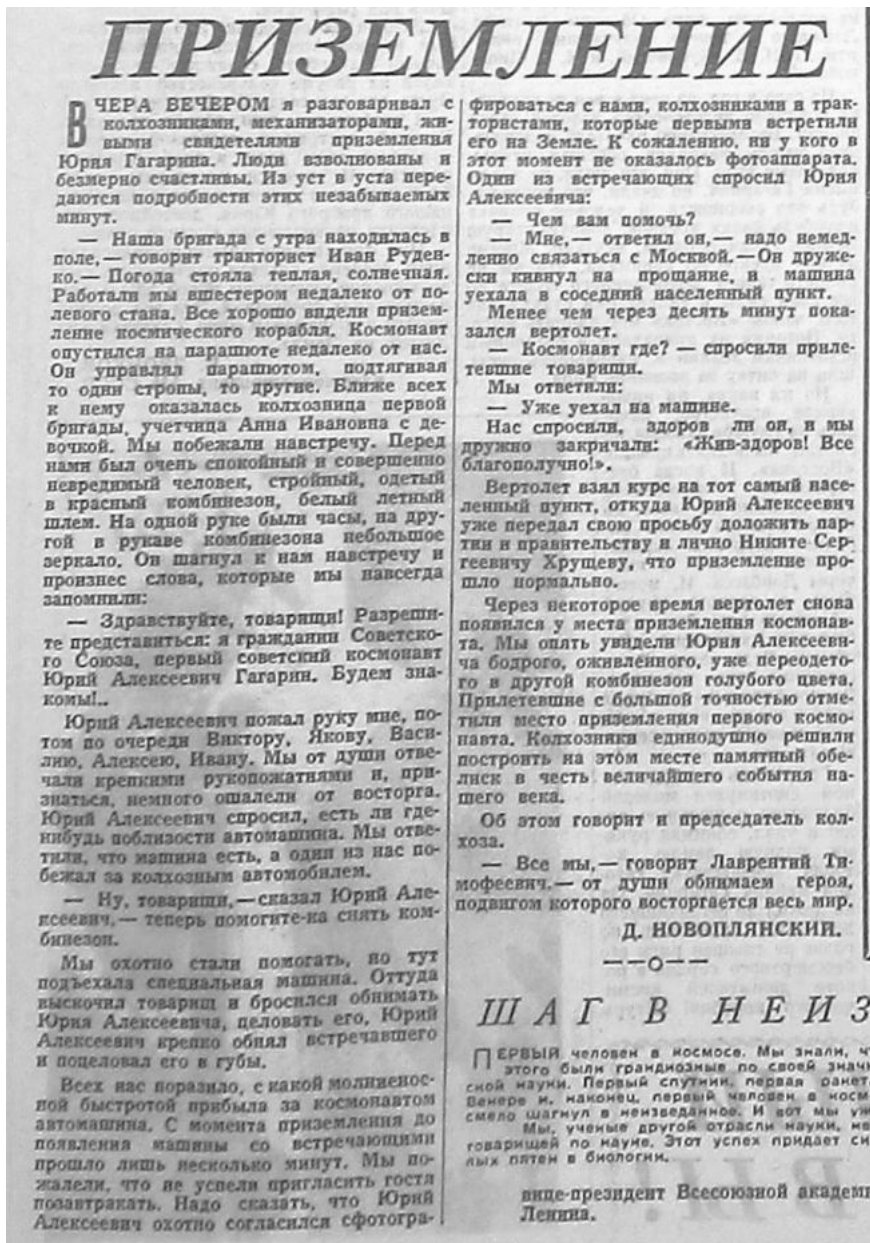 ПРИЗЕМЛЕНИЕ
ВЧЕРА ВЕЧЕРОМ я разговаривал с
колхозниками, механизаторами, жи-
выми свидетелями приземления
Юрия Гагарина. Люди взволнованы и
безмерно счастливы. Из уст в уста пере-
даются подробности этих незабываемых
минут.
— Наша бригада с утра находилась в
поле,— говорит тракторист Иван Руден-
ко.— Погода стояла теплая, солнечная.
Работали мы вшестером недалеко от по-
левого стана. Все хорошо видели призем-
ление космического корабля. Космонавт
опустился на парашюте недалеко от нас.
Он управлял парашютом, подтягивая
то одни стропы, то другие. Ближе всех
к нему оказалась колхозница первой
бригады, учетчица Анна Ивановна с де-
вочкой. Мы побежали навстречу. Перед
нами был очень спокойный и совершенно
невредимый человек, стройный, одетый
в красный комбинезон, белый летный
шлем. На одной руке были часы, на дру-
гой в рукаве комбинезона небольшое
зеркало. Он шагнул к нам навстречу и
произнес слова, которые мы навсегда
запомнили:
— Здравствуйте, товарищи! Разреши-
те представиться: я гражданин Советско-
го Союза, первый советский космонавт
Юрий Алексеевич Гагарин. Будем зна-
комы!..
Юрий Алексеевич пожал руку мне, по-
том по очереди Виктору, Якову, Васи-
лию, Алексею, Ивану. Мы от души отве-
чали крепкими рукопожатиями и, при-
знаться, немного ошалели от восторга.
Юрий Алексеевич спросил, есть ли где-
нибудь поблизости автомашина. Мы отве-
тили, что машина есть, а один из нас по-
бежал за колхозным автомобилем.
— Ну, товарищи,—сказал Юрий Але-
ксеевич,— теперь помогите-ка снять ком-
бинезон.
Мы охотно стали помогать, но тут
подъехала специальная машина. Оттуда
выскочил товарищ и бросился обнимать
Юрия Алексеевича, целовать его. Юрий
Алексеевич крепко обнял встречавшего
и поцеловал его в губы.
Всех нас поразило, с какой молниенос-
ной быстротой прибыла за космонавтом
автомашина. С момента приземления до
появления машины со встречающими
прошло лишь несколько минут. Мы по-
жалели, что не успели пригласить гостя
позавтракать. Надо сказать, что Юрий
Алексеевич охотно согласился сфотогра-
фироваться с нами, колхозниками и трак-
тористами, которые первыми встретили
его на Земле. К сожалению, ни у кого в
этот момент не оказалось фотоаппарата.
Один из встречающих спросил Юрия
Алексеевича:
— Чем вам помочь?
— Мне,— ответил он,— надо немед-
ленно связаться с Москвой.—Он друже-
ски кивнул на прощание, и машина
уехала в соседний населенный пункт.
Менее чем через десять минут пока-
зался вертолет.
— Космонавт где? — спросили приле-
тевшие товарищи.
Мы ответили:
— Уже уехал на машине.
Нас спросили, здоров ли он, и мы
дружно закричали: «Жив-здоров! Все
благополучно!».
Вертолет взял курс на тот самый насе-
ленный пункт, откуда Юрий Алексеевич
уже передал свою просьбу доложить пар-
тии и правительству и лично Никите Сер-
геевичу Хрущеву, что приземление про-
шло нормально.
Через некоторое время вертолет снова
появился у места приземления космонав-
та. Мы опять увидели Юрия Алексееви-
ча бодрого, оживленного, уже переодето-
го в другой комбинезон голубого цвета.
Прилетевшие с большой точностью отме-
тили место приземления первого космо-
навта. Колхозники единодушно решили
построить на этом месте памятный обе-
лиск в честь величайшего события на-
шего века.
Об этом говорит и председатель кол-
хоза.
— Все мы,— говорит Лаврентий Ти-
мофеевич.— от души обнимаем героя,
подвигом которого восторгается весь мир.
Д. НОВОПЛЯНСКИЙ.
ШАГ В НЕИЗ
ПЕРВЫЙ человек в космосе. Мы знали, ч
этого были грандиозные по своей знач
ской науки. Первый спутник, первая ракет
Венере и, наконец, первый человек в косм
смело шагнул в неизведанное. И вот мы уж
Мы, ученые другой отрасли науки, не
товарищей по науке. Этот успех придает си
лых пятен в биологии.
вице-президент Всесоюзной академ
Ленина.